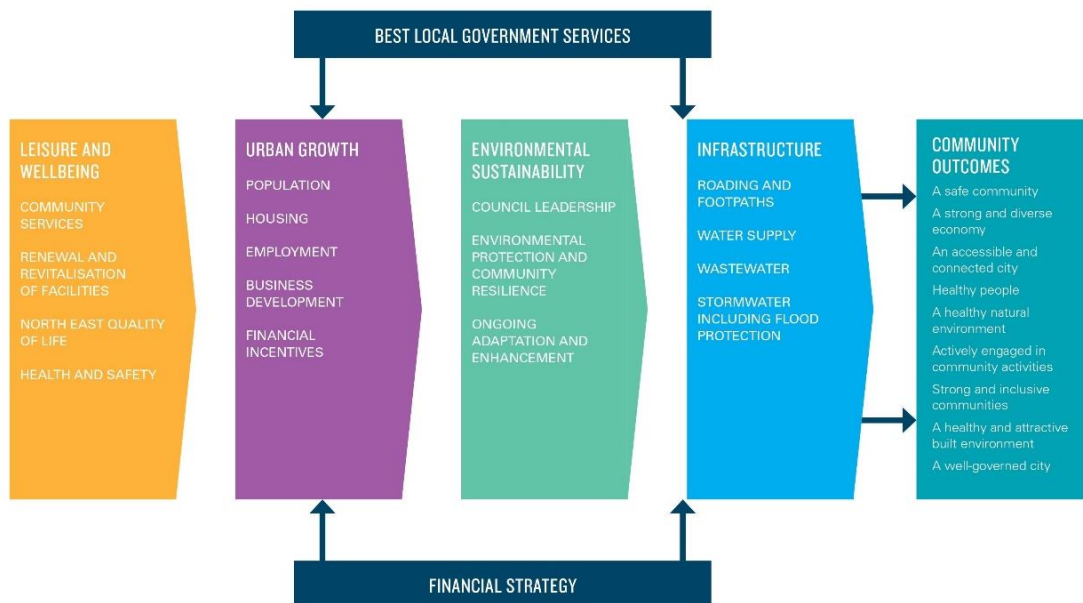 BEST LOCAL GOVERNMENT SERVICES
LEISURE AND
WELLBEING
COMMUNITY
SERVICES
RENEWAL AND
REVITALISATION
OF FACILITIES
NORTH EAST QUALITY
OF LIFE
HEALTH AND SAFETY
URBAN GROWTH
POPULATION
HOUSING
EMPLOYMENT
BUSINESS
DEVELOPMENT
FINANCIAL
INCENTIVES
ENVIRONMENTAL
SUSTAINABILITY
COUNCIL LEADERSHIP
ENVIRONMENTAL
PROTECTION AND
COMMUNITY
RESILIENCE
ONGOING
ADAPTATION AND
ENHANCEMENT
INFRASTRUCTURE
ROADING AND
FOOTPATHS
WATER SUPPLY
WASTEWATER
STORMWATER
INCLUDING FLOOD
PROTECTION
COMMUNITY
OUTCOMES
A safe community
A strong and diverse
economy
An accessible and
connected city
Healthy people
A healthy natural
environment
Actively engaged in
community activities
Strong and inclusive
communities
A healthy and attractive
built environment
A well-governed city
FINANCIAL STRATEGY